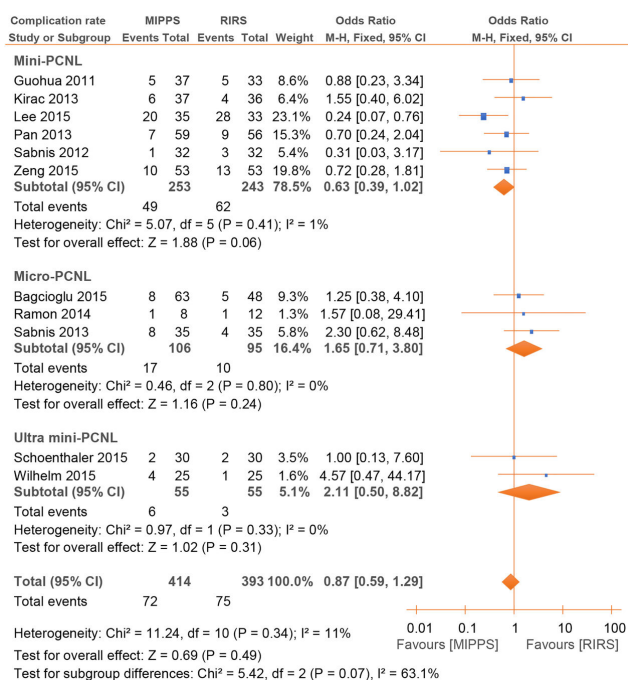 Complication rate MIPPS RIRS Odds Ratio Odds Ratio
Study or Subgroup Events Total Events Total Weight M-H, Fixed, 95% CI M-H, Fixed, 95% CI
Mini-PCNL
Guohua 2011 5 37 5 33 8.6% 0.88 [0.23, 3.34]
Kirac 2013 6 37 4 36 6.4% 1.55 [0.40, 6.02]
Lee 2015 20 35 28 33 23.1% 0.24 [0.07, 0.76]
Pan 2013 7 59 9 56 15.3% 0.70 [0.24, 2.04]
Sabnis 2012 1 32 3 32 5.4% 0.31 [0.03, 3.17]
Zeng 2015 10 53 13 53 19.8% 0.72 [0.28, 1.81]
Subtotal (95% CI) 253 243 78.5% 0.63 [0.39, 1.02]
Total events 49 62
Heterogeneity: Chi² = 5.07, df = 5 (P = 0.41); I² = 1%
Test for overall effect: Z = 1.88 (P = 0.06)
Micro-PCNL
Bagcioglu 2015 8 63 5 48 9.3% 1.25 [0.38, 4.10]
Ramon 2014 1 8 1 12 1.4% 1.57 [0.08, 29.41]
Sabnis 2013 8 35 4 35 5.8% 2.30 [0.62, 8.48]
Subtotal (95% CI) 106 95 16.4% 1.65 [0.71, 3.80]
Total events 17 10
Heterogeneity: Chi² = 0.46, df = 2 (P = 0.80); I² = 0%
Test for overall effect: Z = 1.16 (P = 0.24)
Ultra mini-PCNL
Schoenthaler 2015 2 30 2 30 3.5% 1.00 [0.13, 7.60]
Wilhelm 2015 4 25 1 25 1.6% 4.57 [0.47, 44.17]
Subtotal (95% CI) 55 55 5.1% 2.11 [0.50, 8.82]
Total events 6 3
Heterogeneity: Chi² = 0.97, df = 1 (P = 0.33); I² = 0%
Test for overall effect: Z = 1.02 (P = 0.31)
Total (95% CI) 414 393 100.0% 0.87 [0.59, 1.29]
Total events 72 75
Heterogeneity: Chi² = 11.24, df = 10 (P = 0.34); I² = 11%
Test for overall effect: Z = 0.69 (P = 0.49)
Test for subgroup differences: Chi² = 5.42, df = 2 (P = 0.07), I² = 63.1%
0.01 0.1 1 10 100
Favours [MIPPS] Favours [RIRS]